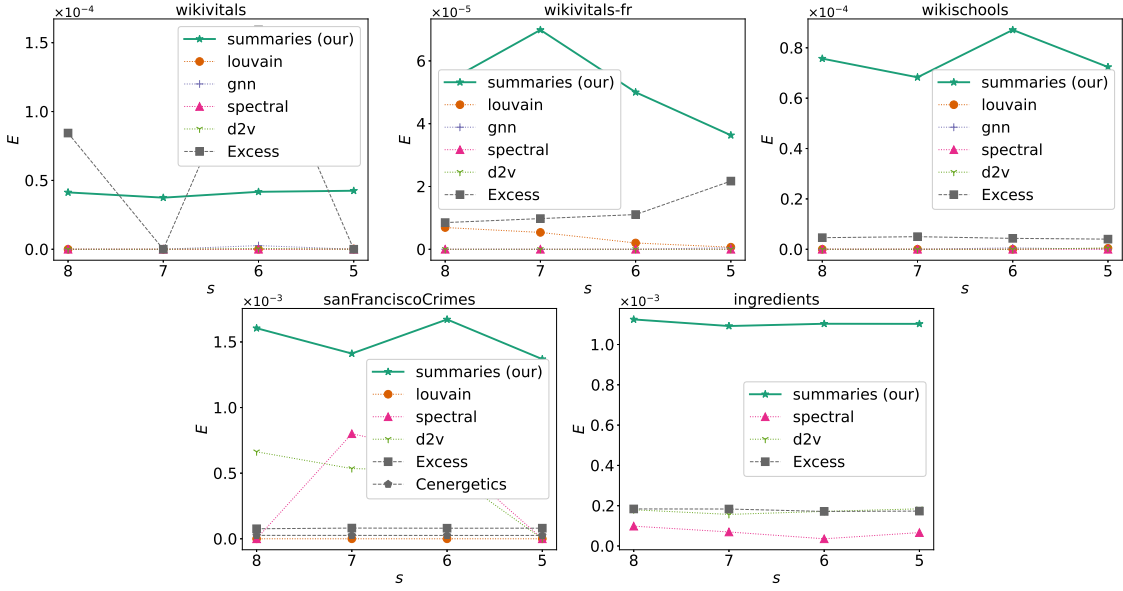 wikivitals
×10⁻⁴
1.5
1.0
0.5
0.0
E
8 7 6 5
s
summaries (our)
louvain
gnn
spectral
d2v
Excess
wikivitals-fr
×10⁻⁵
6
4
2
0
E
8 7 6 5
s
summaries (our)
louvain
gnn
spectral
d2v
Excess
wikischools
×10⁻⁴
0.8
0.6
0.4
0.2
0.0
E
8 7 6 5
s
summaries (our)
louvain
gnn
spectral
d2v
Excess
sanFranciscoCrimes
×10⁻³
1.5
1.0
0.5
0.0
E
8 7 6 5
s
summaries (our)
louvain
spectral
d2v
Excess
Cenergetics
ingredients
×10⁻³
1.0
0.8
0.6
0.4
0.2
0.0
E
8 7 6 5
s
summaries (our)
spectral
d2v
Excess